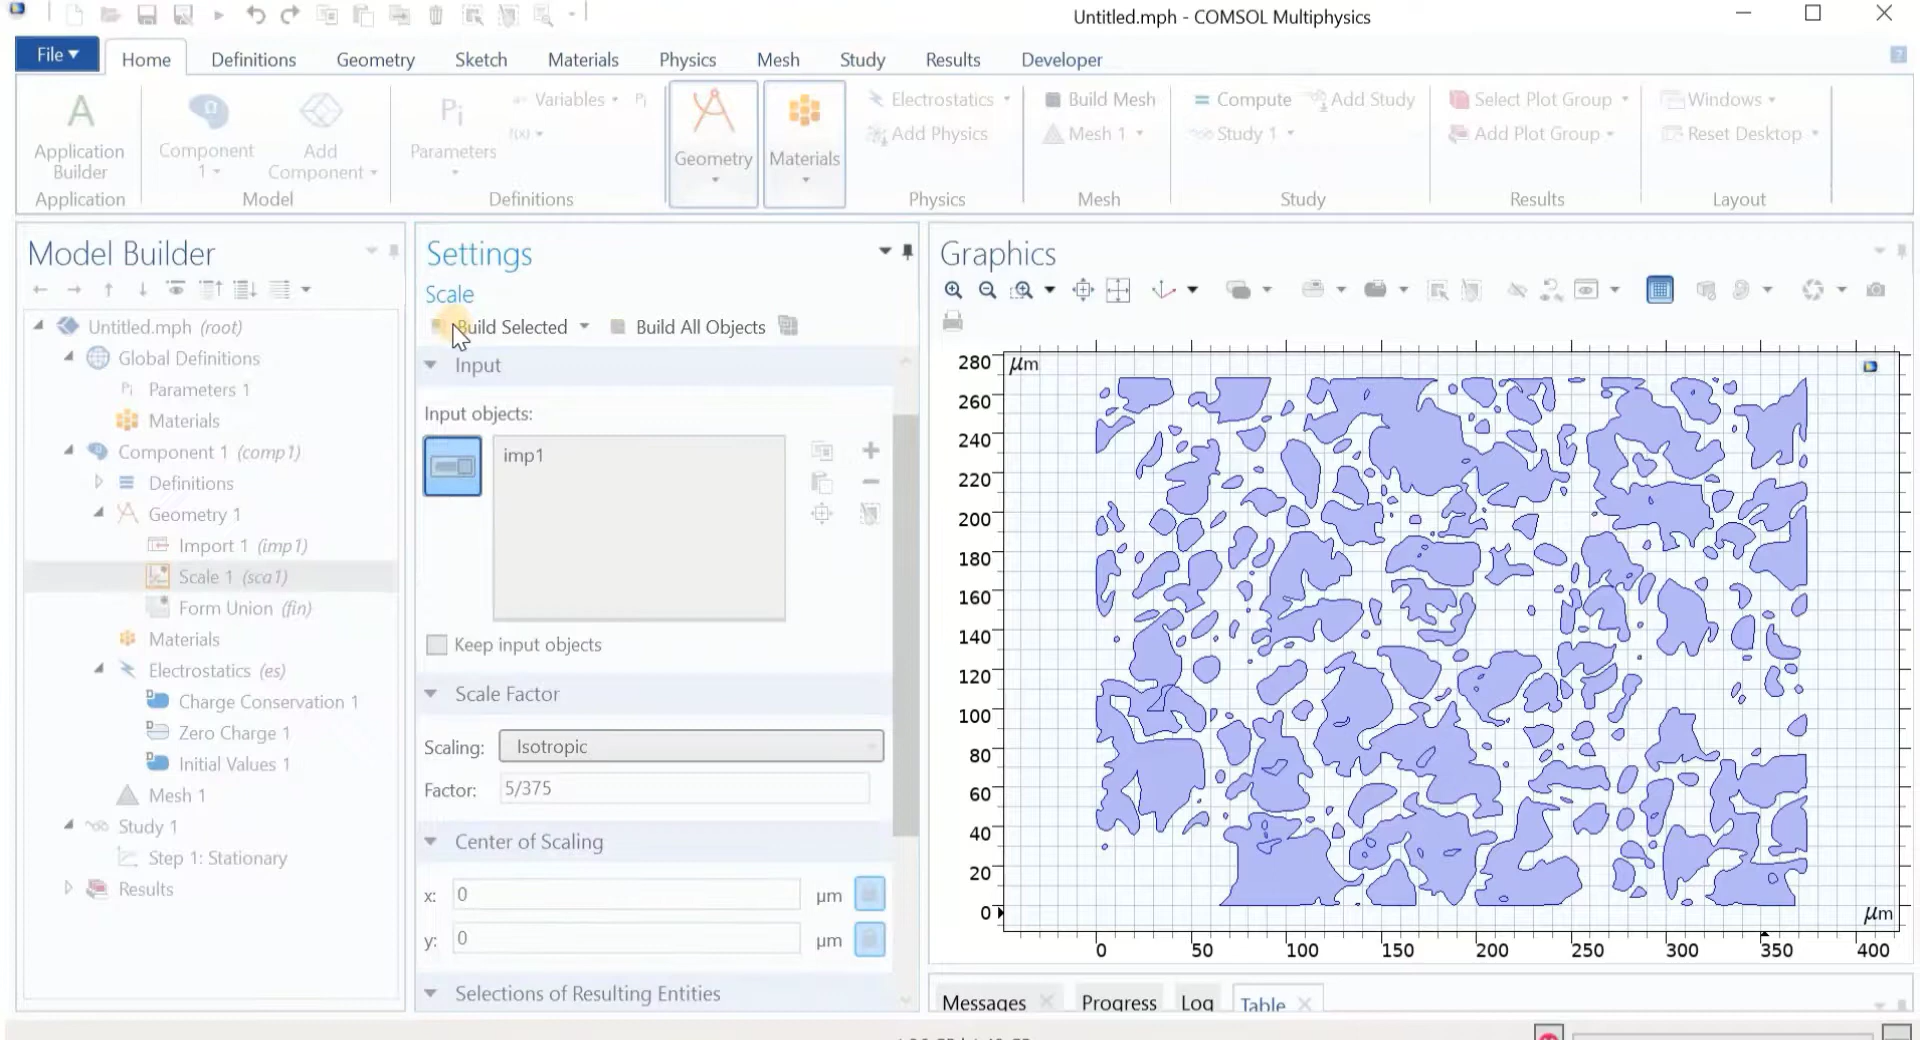 Untitled.mph - COMSOL Multiphysics
File
Home
Definitions
Geometry
Sketch
Materials
Physics
Mesh
Study
Results
Developer
A
Application
Builder
Application
Component
1
Add
Component
Model
Pi
Parameters
a= Variables
Pi
f(x)
Definitions
Geometry
Materials
Electrostatics
Add Physics
Physics
Build Mesh
Mesh 1
Mesh
= Compute
Add Study
Study 1
Study
Select Plot Group
Add Plot Group
Results
Windows
Reset Desktop
Layout
Model Builder
Untitled.mph (root)
Global Definitions
Pi Parameters 1
Materials
Component 1 (comp1)
Definitions
Geometry 1
Import 1 (imp1)
Scale 1 (sca1)
Form Union (fin)
Materials
Electrostatics (es)
Charge Conservation 1
Zero Charge 1
Initial Values 1
Mesh 1
Study 1
Step 1: Stationary
Results
Settings
Scale
Build Selected
Build All Objects
Input
Input objects:
imp1
Keep input objects
Scale Factor
Scaling:
Isotropic
Factor:
5/375
Center of Scaling
x:
0
μm
y:
0
μm
Selections of Resulting Entities
Graphics
μm
280
260
240
220
200
180
160
140
120
100
80
60
40
20
0
μm
0
50
100
150
200
250
300
350
400
Messages
Progress
Log
Table